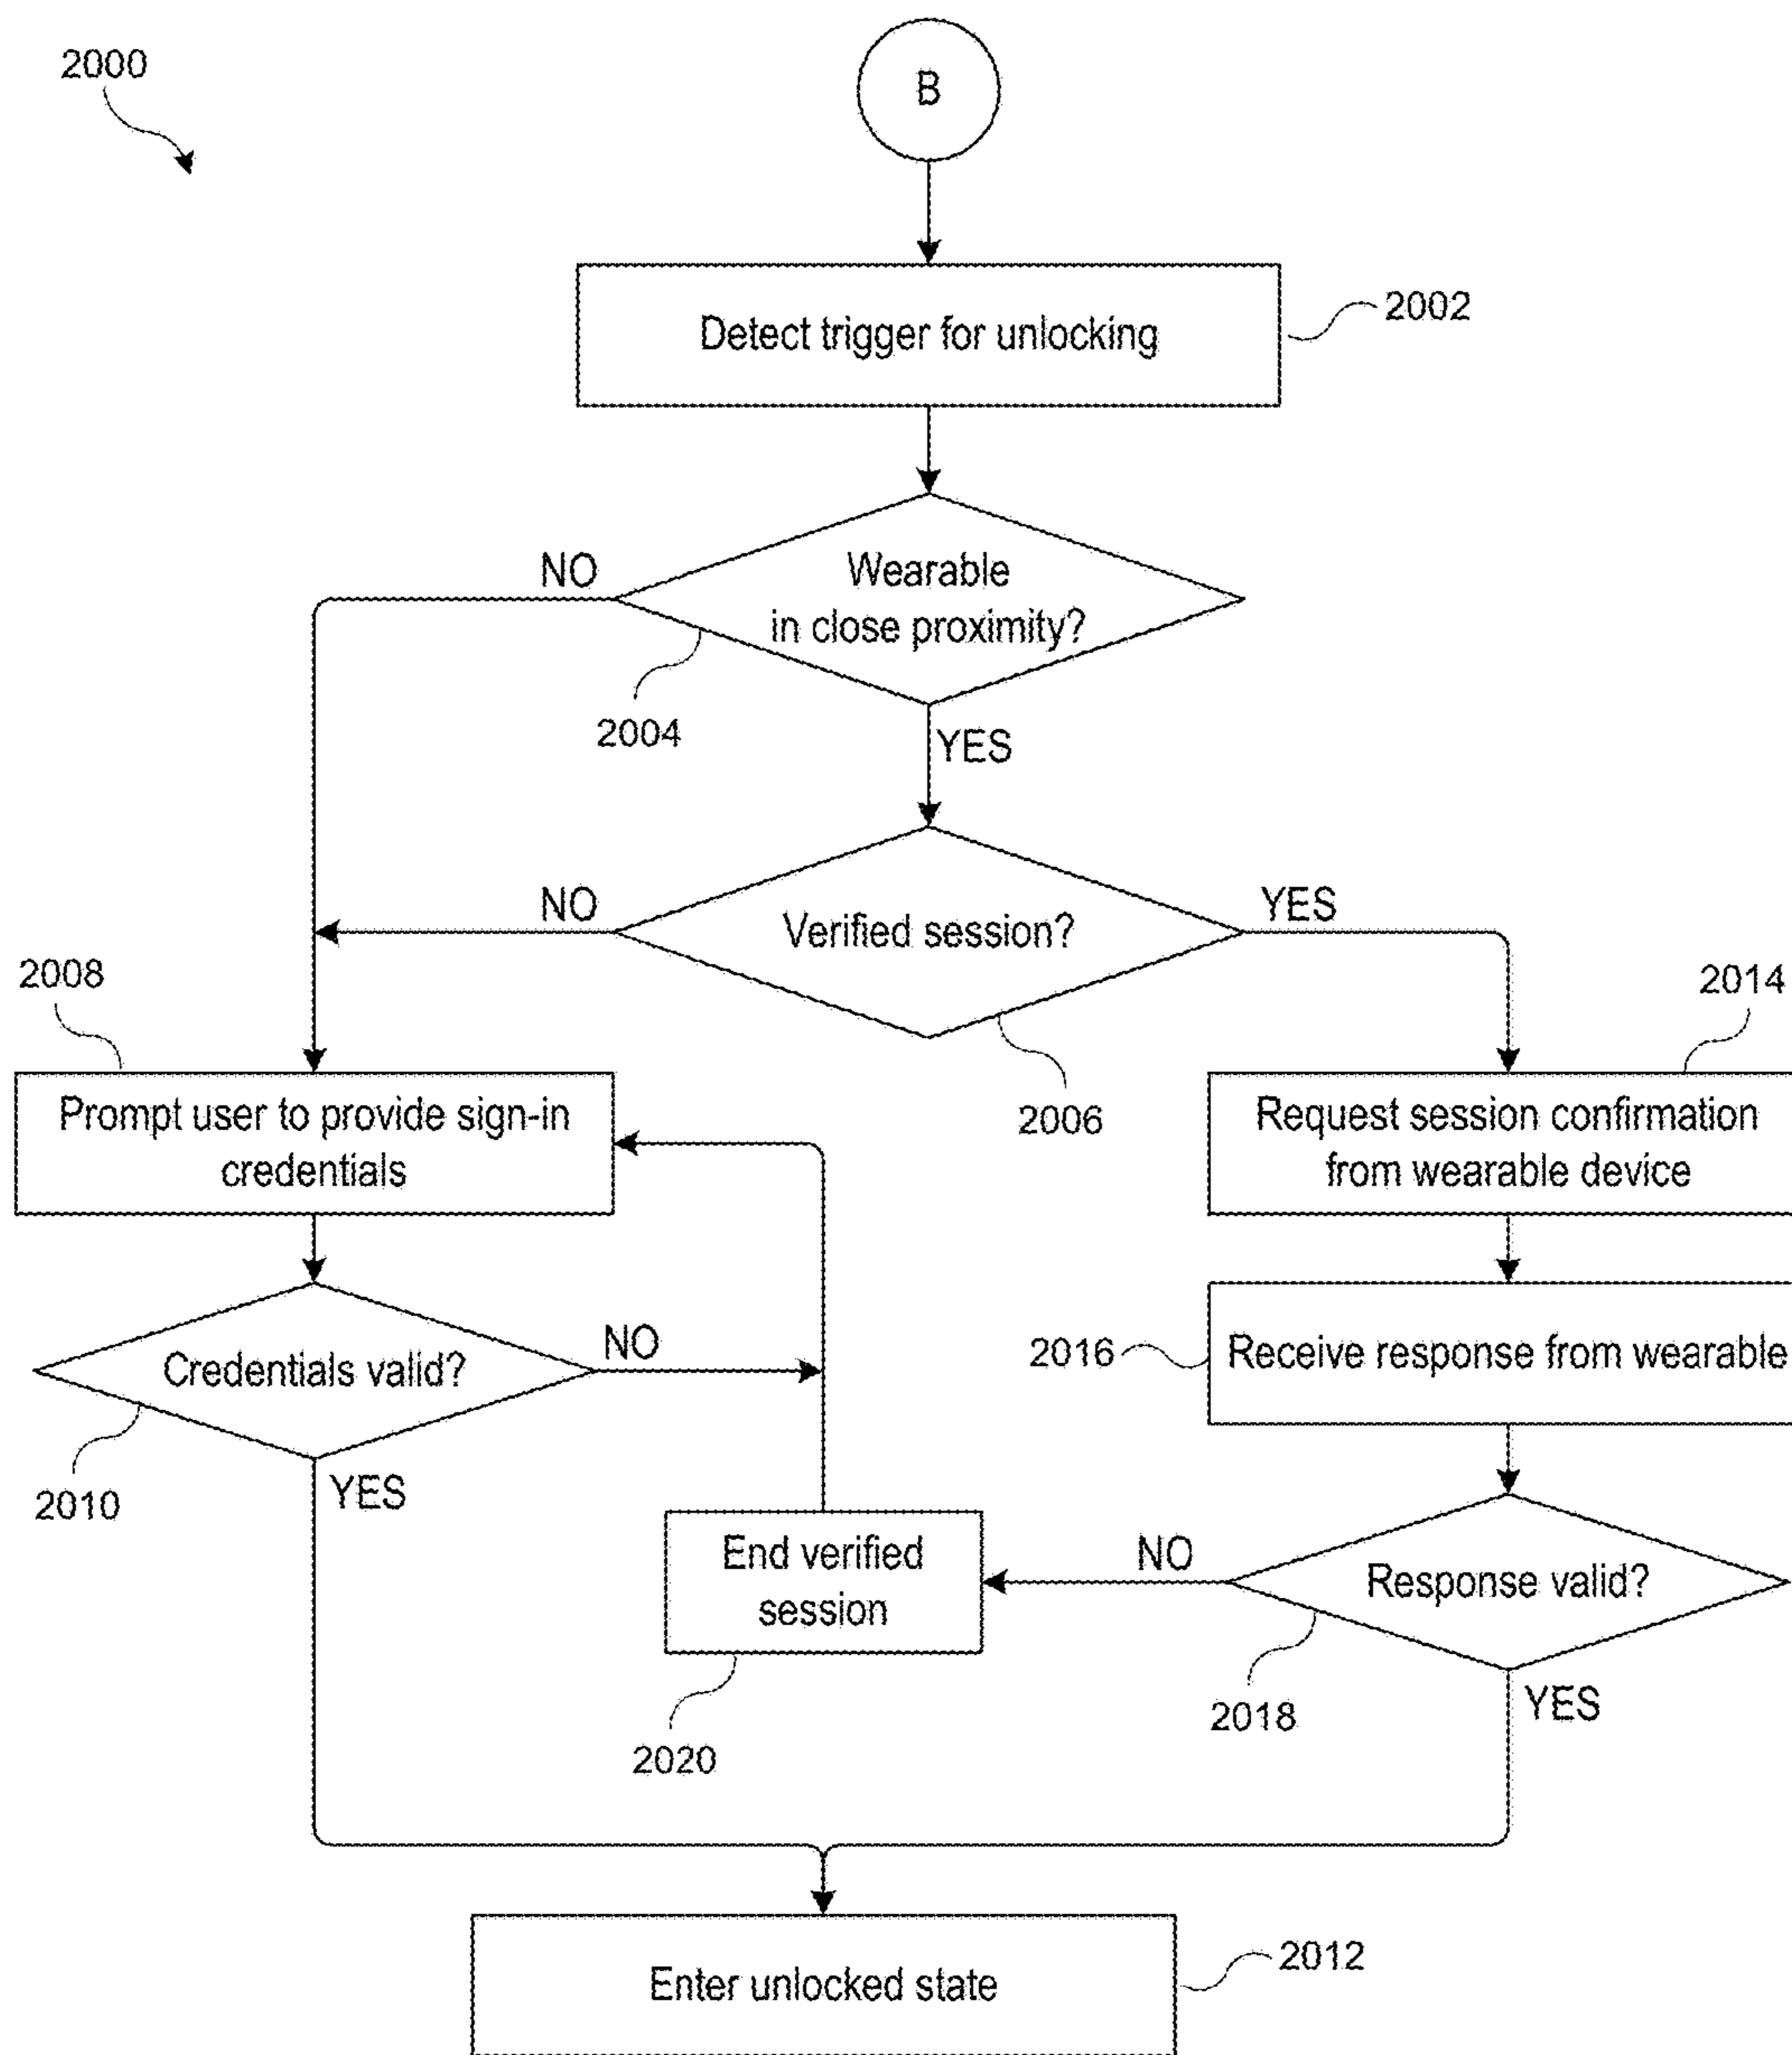 2000
B
Detect trigger for unlocking
2002
NO
Wearable
in close proximity?
2004
YES
NO
Verified session?
YES
2008
2014
2006
Prompt user to provide sign-in
credentials
Request session confirmation
from wearable device
NO
Credentials valid?
2016
Receive response from wearable
2010
YES
End verified
session
NO
Response valid?
2020
2018
YES
Enter unlocked state
2012